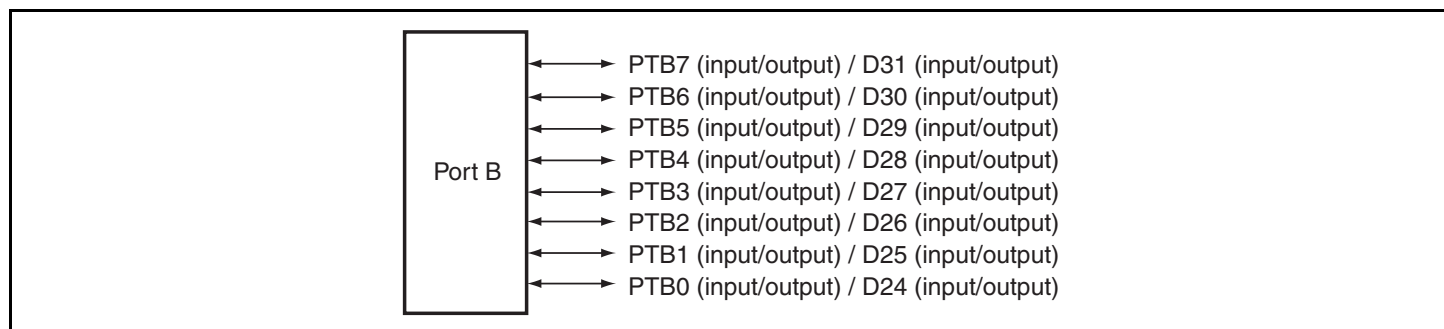 PTB7 (input/output) / D31 (input/output)
PTB6 (input/output) / D30 (input/output)
PTB5 (input/output) / D29 (input/output)
PTB4 (input/output) / D28 (input/output)
Port B
PTB3 (input/output) / D27 (input/output)
PTB2 (input/output) / D26 (input/output)
PTB1 (input/output) / D25 (input/output)
PTB0 (input/output) / D24 (input/output)